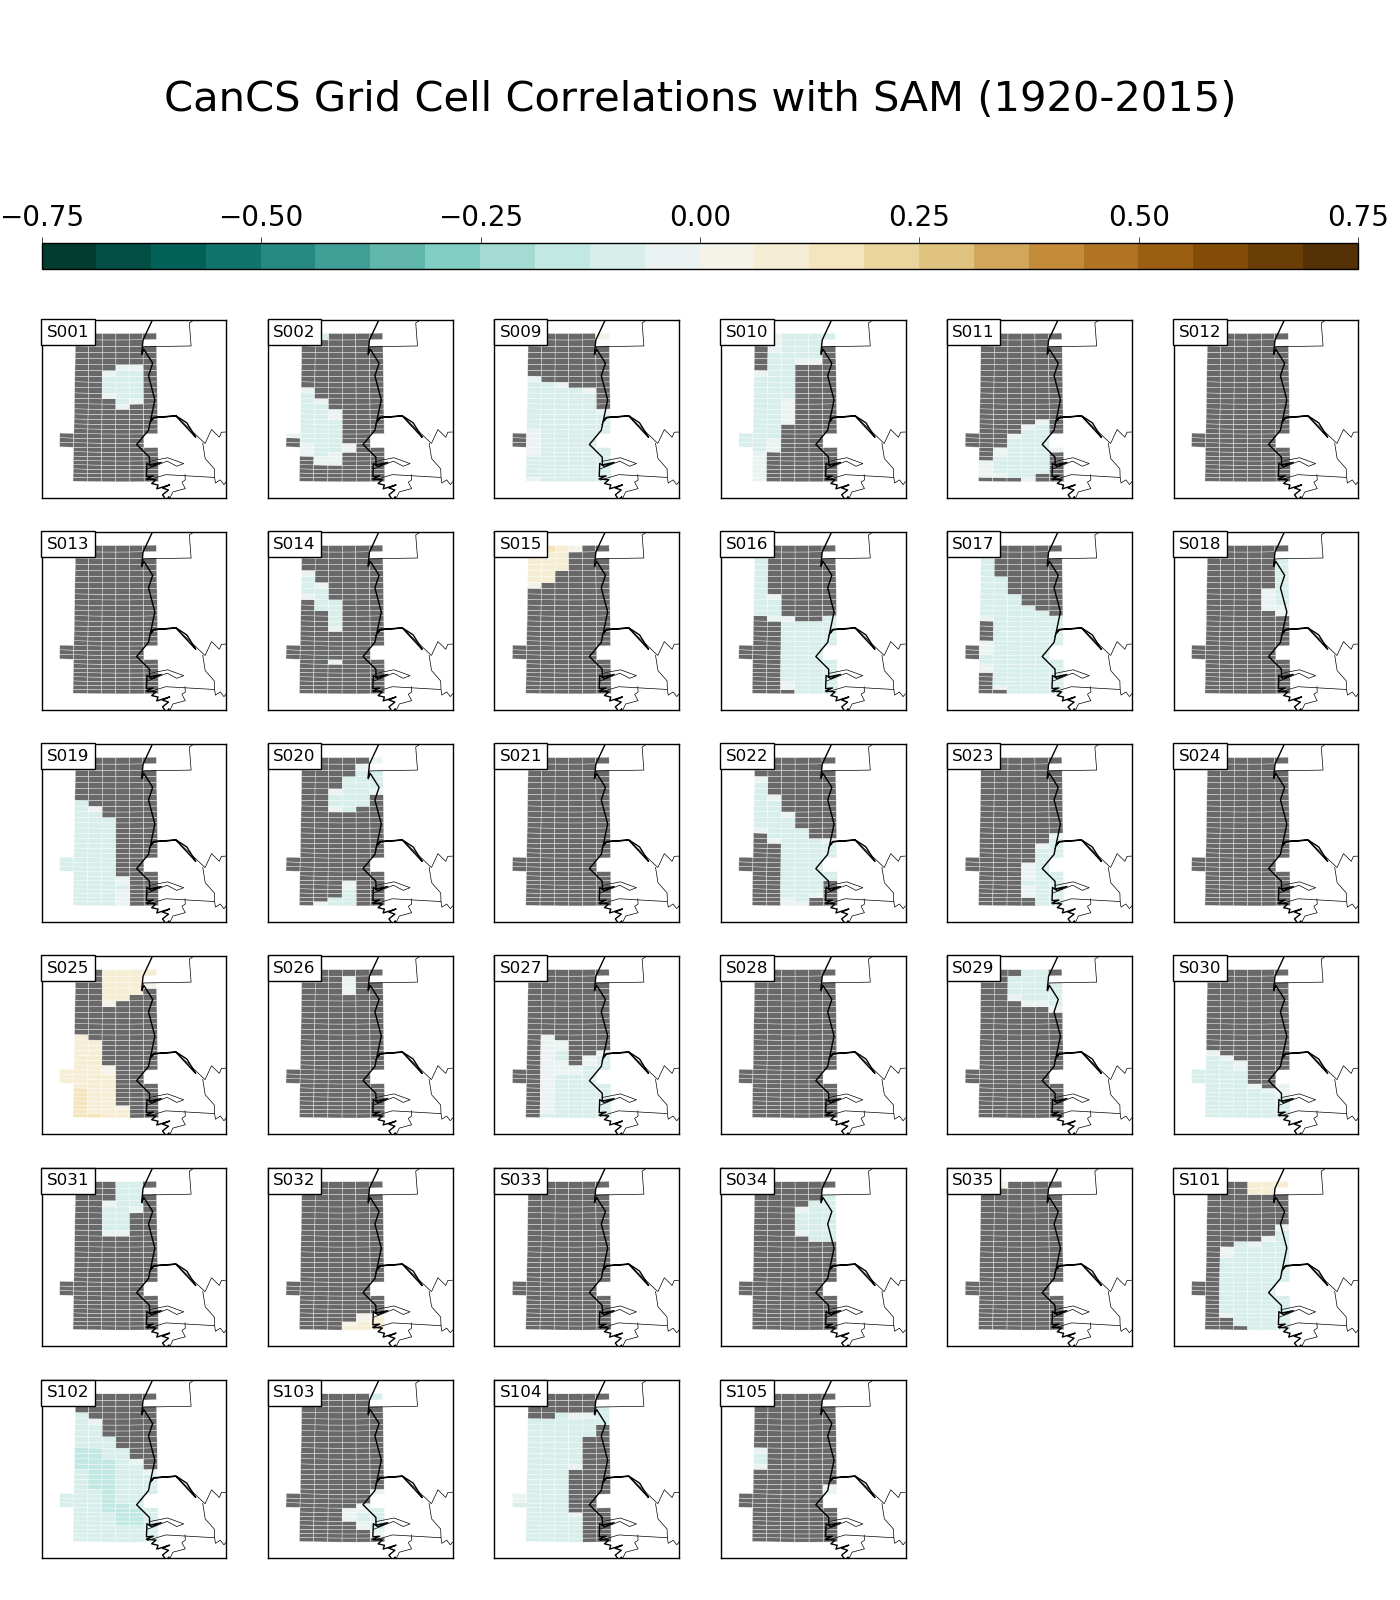 CanCS Grid Cell Correlations with SAM (1920-2015)
−0.75 −0.50 −0.25 0.00 0.25 0.50 0.75
S001 S002 S009 S010 S011 S012
S013 S014 S015 S016 S017 S018
S019 S020 S021 S022 S023 S024
S025 S026 S027 S028 S029 S030
S031 S032 S033 S034 S035 S101
S102 S103 S104 S105